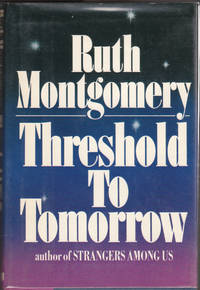 Ruth
Montgomery
Threshold
To
Tomorrow
author of STRANGERS AMONG US